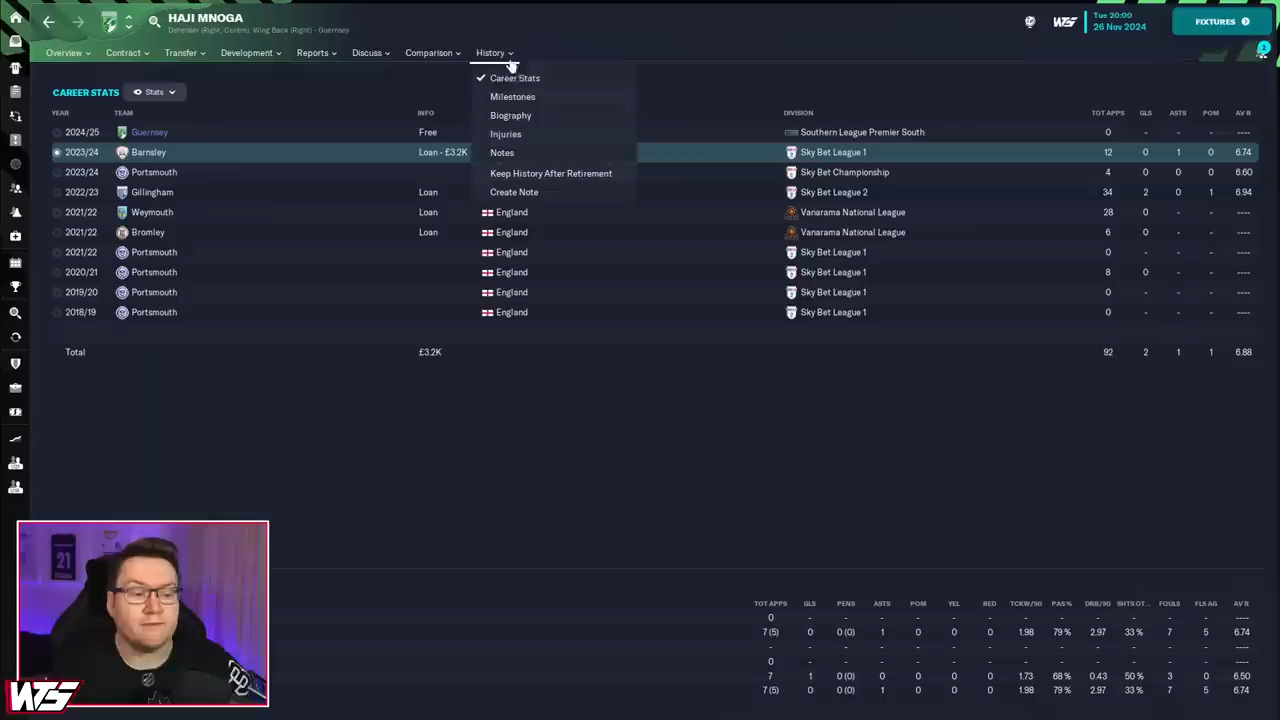 HAJI MNOGA
Defender (Right, Centre), Wing Back (Right) - Guernsey
WTS
Tue 20:00
26 Nov 2024
FIXTURES
2
Overview Contract Transfer Development Reports Discuss Comparison History
Career Stats
Milestones
Biography
Injuries
Notes
Keep History After Retirement
Create Note
CAREER STATS Stats
YEAR TEAM INFO DIVISION TOT APPS GLS ASTS POM AV R
2024/25 Guernsey Free Southern League Premier South 0 - - - ----
2023/24 Barnsley Loan - £3.2K Sky Bet League 1 12 0 1 0 6.74
2023/24 Portsmouth Sky Bet Championship 4 0 0 0 6.60
2022/23 Gillingham Loan Sky Bet League 2 34 2 0 1 6.94
2021/22 Weymouth Loan England Vanarama National League 28 0 - - ----
2021/22 Bromley Loan England Vanarama National League 6 0 - - ----
2021/22 Portsmouth England Sky Bet League 1 0 - - - ----
2020/21 Portsmouth England Sky Bet League 1 8 0 - - ----
2019/20 Portsmouth England Sky Bet League 1 0 - - - ----
2018/19 Portsmouth England Sky Bet League 1 0 - - - ----
Total £3.2K 92 2 1 1 6.88
TOT APPS GLS PENS ASTS POM YEL RED TCKW/90 PAS % DRB/90 SHTS OT... FOULS FLS AG AV R
0 - - - - - - - - - - - - ----
7 (5) 0 0 (0) 1 0 0 0 1.98 79 % 2.97 33 % 7 5 6.74
- - - - - - - - - - - - - ----
0 - - - - - - - - - - - - ----
7 1 0 (0) 0 0 0 0 1.73 68 % 0.43 50 % 3 0 6.50
7 (5) 0 0 (0) 1 0 0 0 1.98 79 % 2.97 33 % 7 5 6.74
21
WTS